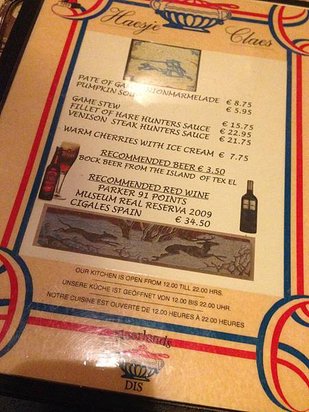 Haesje Claes
PATE OF GAME ONIONMARMELADE € 8.75
PUMPKIN SOUP € 5.95
GAME STEW € 15.75
FILLET OF HARE HUNTERS SAUCE € 22.95
VENISON STEAK HUNTERS SAUCE € 21.75
WARM CHERRIES WITH ICE CREAM € 7.75
RECOMMENDED BEER € 3.50
BOCK BEER FROM THE ISLAND OF TEXEL
RECOMMENDED RED WINE
PARKER 91 POINTS
MUSEUM REAL RESERVA 2009
CIGALES SPAIN € 34.50
OUR KITCHEN IS OPEN FROM 12.00 TILL 22.00 HRS.
UNSERE KÜCHE IST GEÖFFNET VON 12.00 BIS 22.00 UHR.
NOTRE CUISINE EST OUVERTE DE 12.00 HEURES À 22.00 HEURES
DIS